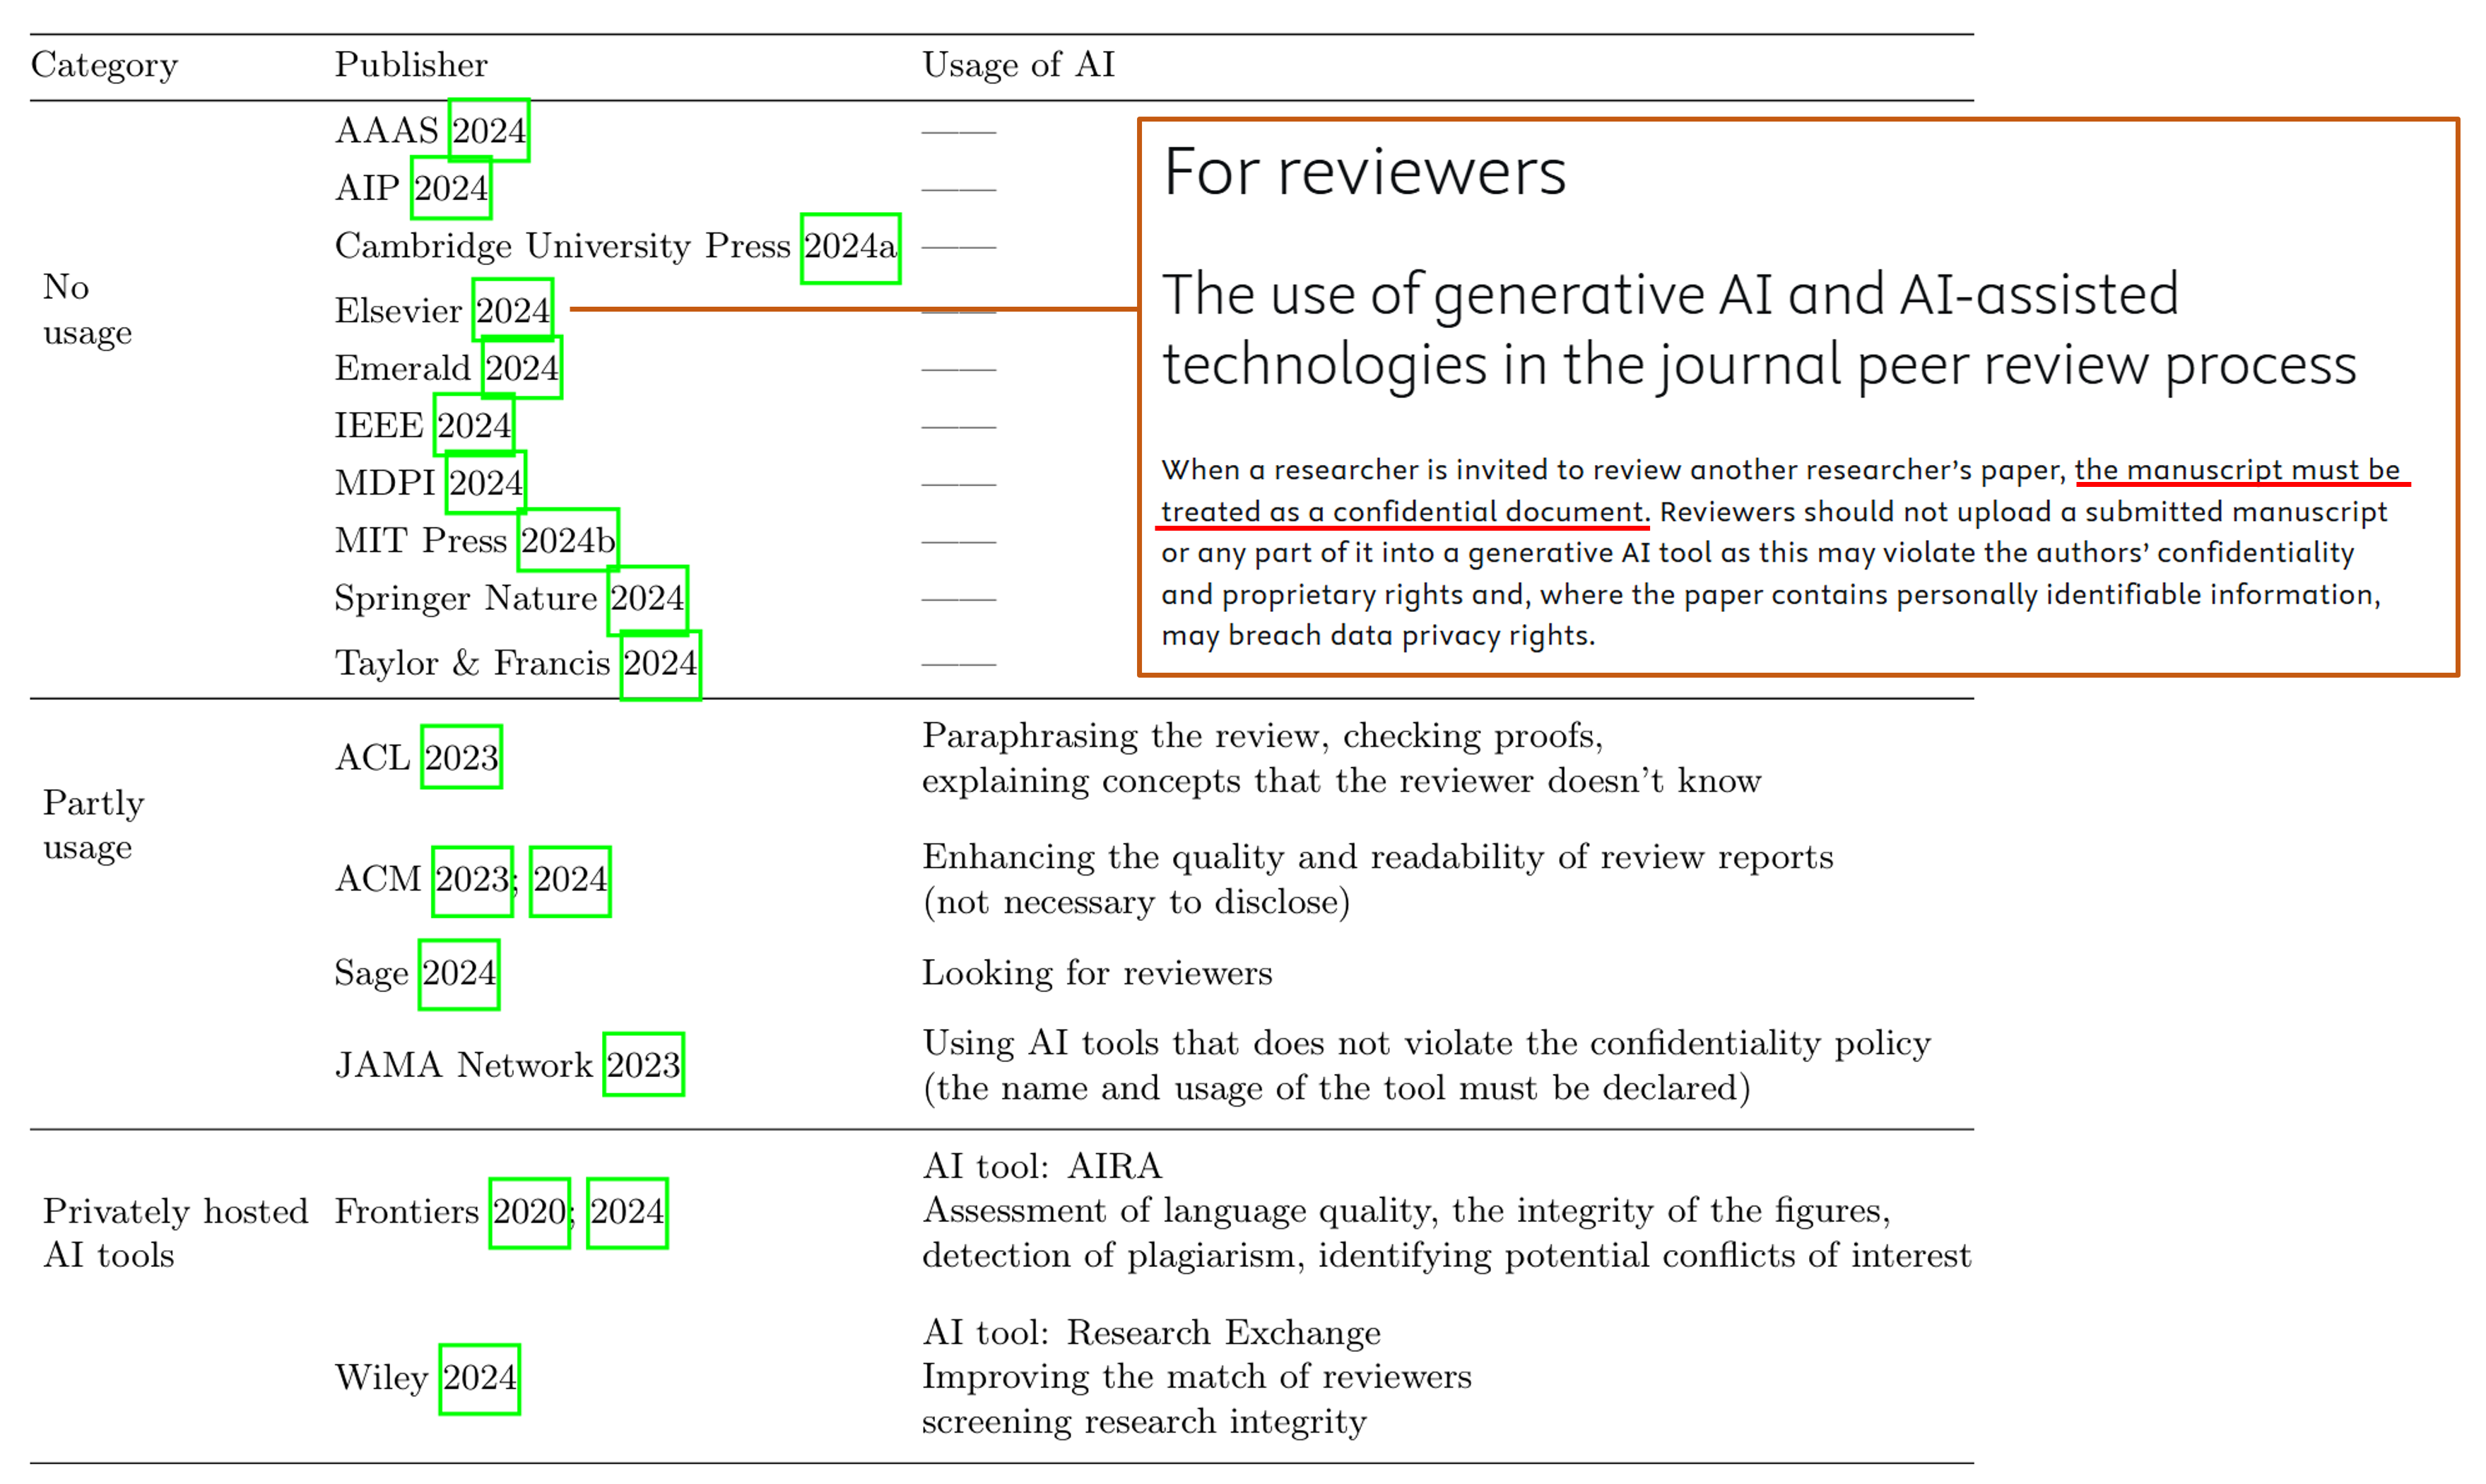 Category Publisher Usage of AI
No
usage
AAAS 2024 ——
AIP 2024 ——
Cambridge University Press 2024a ——
Elsevier 2024 ——
Emerald 2024 ——
IEEE 2024 ——
MDPI 2024 ——
MIT Press 2024b ——
Springer Nature 2024 ——
Taylor & Francis 2024 ——
For reviewers
The use of generative AI and AI-assisted
technologies in the journal peer review process
When a researcher is invited to review another researcher’s paper, the manuscript must be
treated as a confidential document. Reviewers should not upload a submitted manuscript
or any part of it into a generative AI tool as this may violate the authors’ confidentiality
and proprietary rights and, where the paper contains personally identifiable information,
may breach data privacy rights.
Partly
usage
ACL 2023
Paraphrasing the review, checking proofs,
explaining concepts that the reviewer doesn’t know
ACM 2023; 2024
Enhancing the quality and readability of review reports
(not necessary to disclose)
Sage 2024
Looking for reviewers
JAMA Network 2023
Using AI tools that does not violate the confidentiality policy
(the name and usage of the tool must be declared)
Privately hosted
AI tools
Frontiers 2020; 2024
AI tool: AIRA
Assessment of language quality, the integrity of the figures,
detection of plagiarism, identifying potential conflicts of interest
Wiley 2024
AI tool: Research Exchange
Improving the match of reviewers
screening research integrity